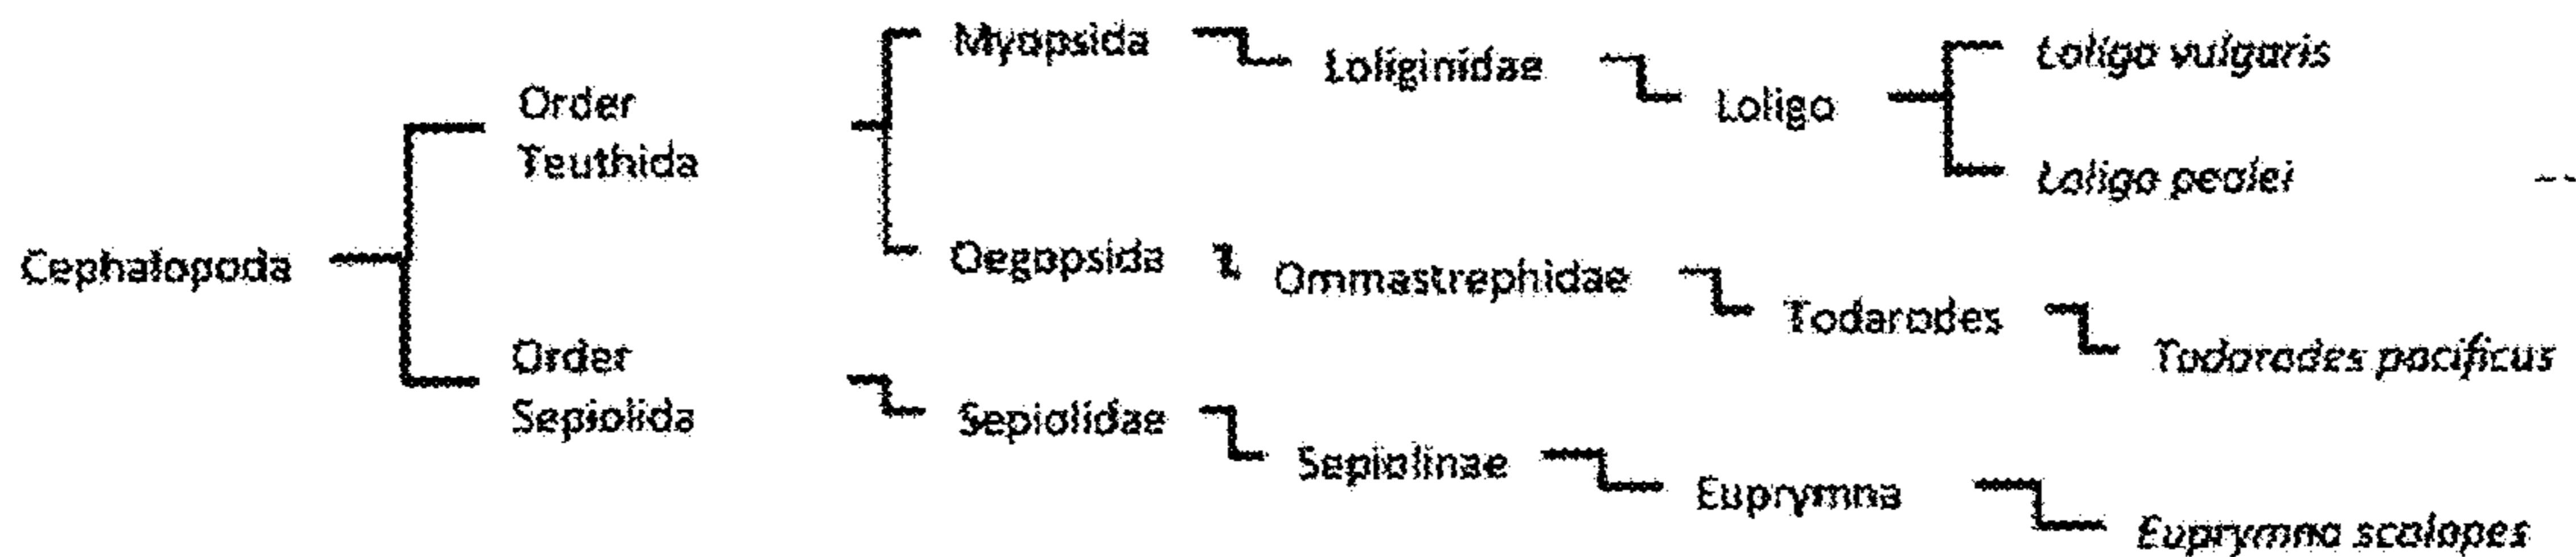 Myopsida
Loliginidae
Loligo
Loligo vulgaris
Loligo pealei
Order
Teuthida
Oegopsida
Ommastrephidae
Todarodes
Todarodes pacificus
Cephalopoda
Order
Sepiolida
Sepiolidae
Sepiolinae
Euprymna
Euprymna scolopes